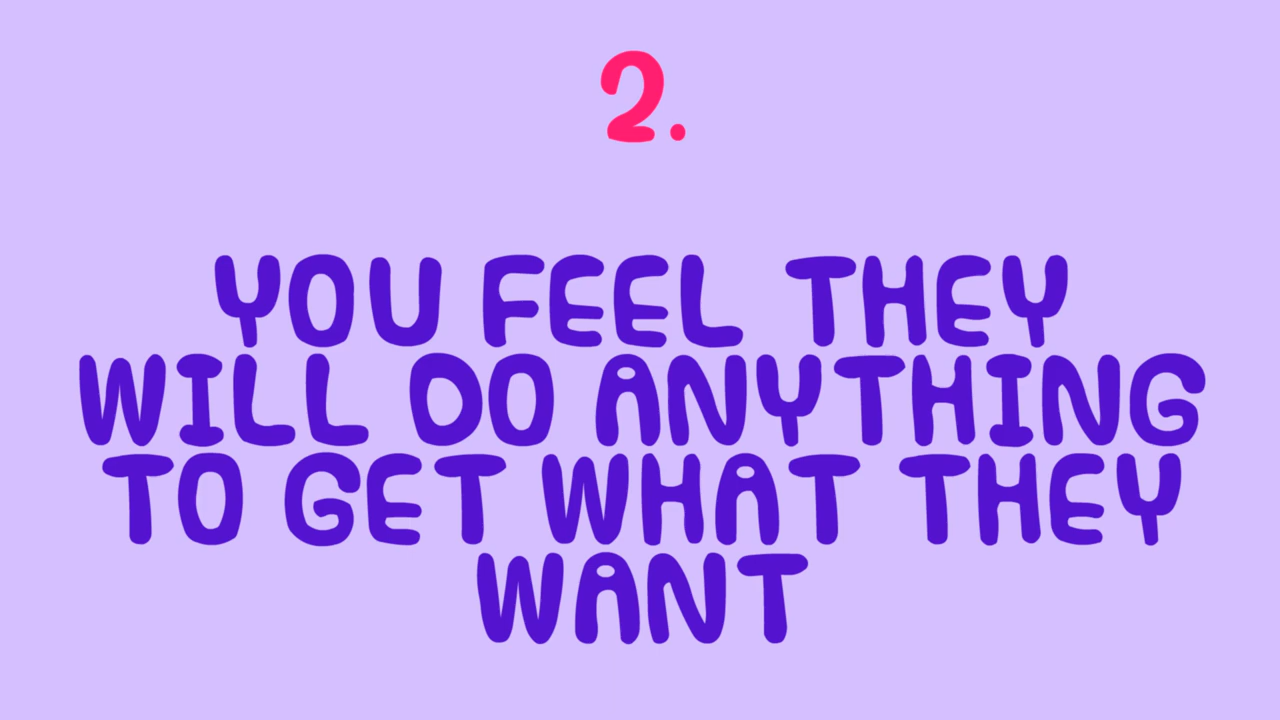 2.
YOU FEEL THEY
WILL DO ANYTHING
TO GET WHAT THEY
WANT